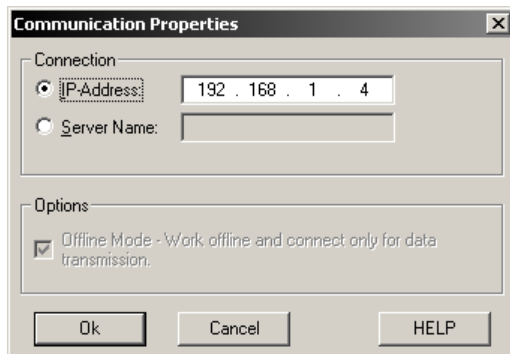 Communication Properties
Connection
IP-Address:
192 . 168 . 1 . 4
Server Name:
Options
Offline Mode - Work offline and connect only for data
transmission.
Ok
Cancel
HELP